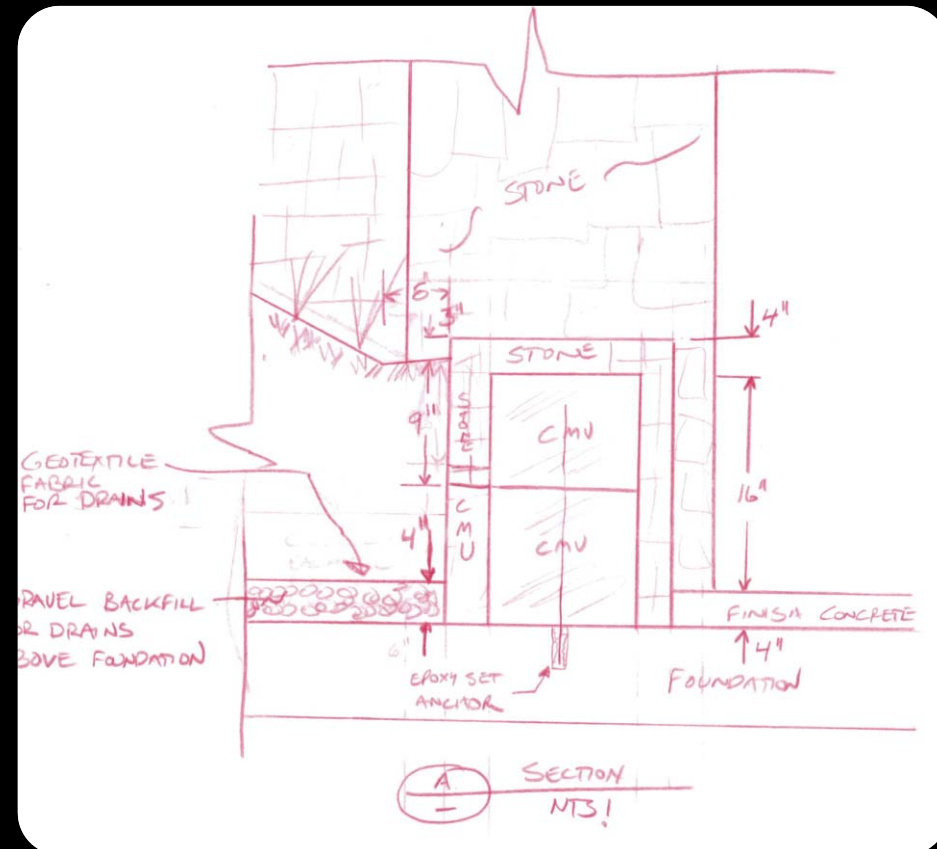 STONE
6"
3"
4"
STONE
STONE
9"
CMU
16"
GEOTEXTILE
FABRIC
FOR DRAINS
CMU
4"
CMU
RAVEL BACKFILL
OR DRAINS
BOVE FOUNDATION
FINISH CONCRETE
6"
4"
EPOXY SET
ANCHOR
FOUNDATION
A
SECTION
NTS!